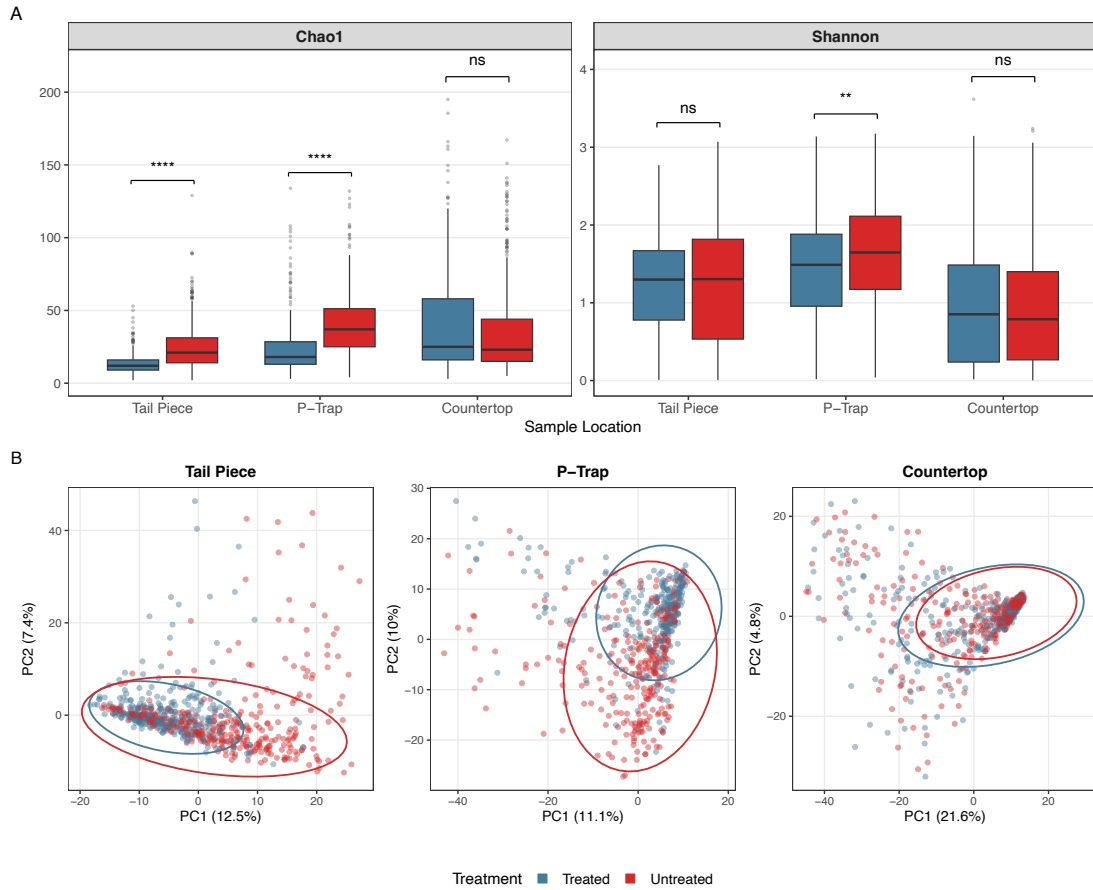 A
Chao1
Shannon
ns
ns
ns
**
****
****
200
150
100
50
0
4
3
2
1
0
Tail Piece
P−Trap
Countertop
Tail Piece
P−Trap
Countertop
Sample Location
B
Tail Piece
P−Trap
Countertop
PC2 (7.4%)
40
20
0
−20
−10
0
10
20
PC1 (12.5%)
PC2 (10%)
30
20
10
0
−10
−20
−40
−20
0
20
PC1 (11.1%)
PC2 (4.8%)
20
0
−20
−40
−20
0
20
PC1 (21.6%)
Treatment Treated Untreated